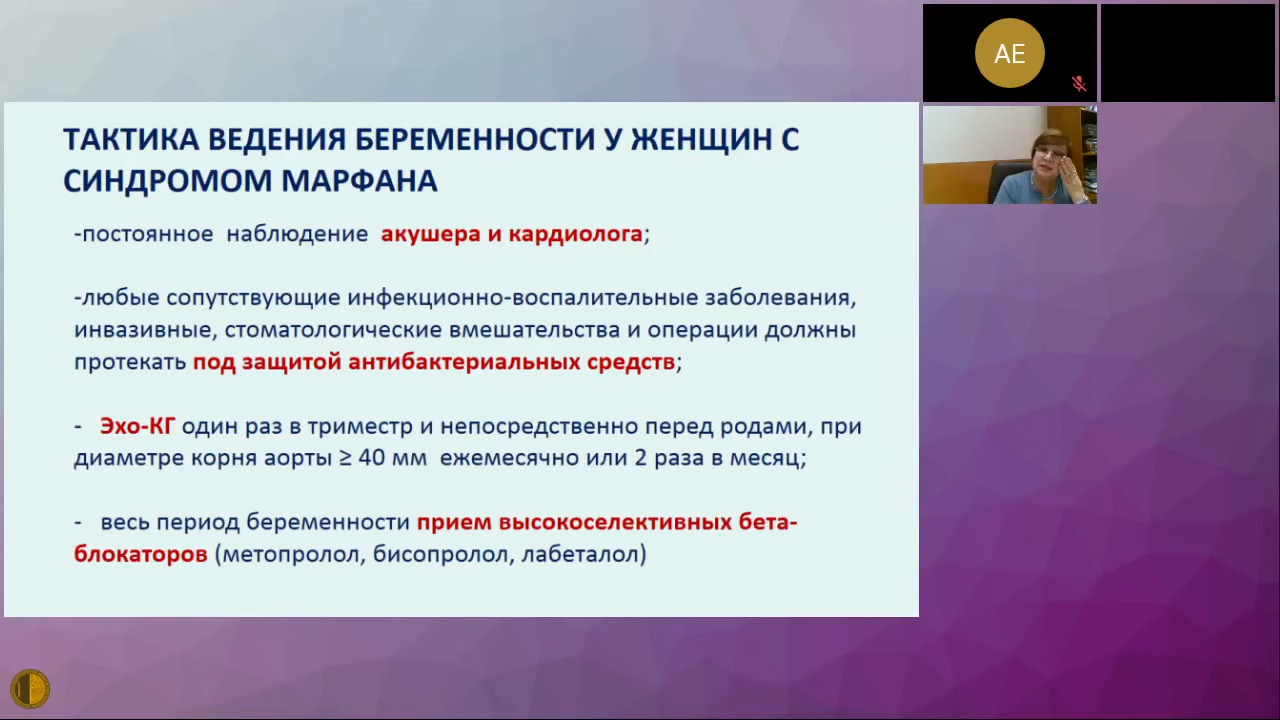 ТАКТИКА ВЕДЕНИЯ БЕРЕМЕННОСТИ У ЖЕНЩИН С
СИНДРОМОМ МАРФАНА
-постоянное наблюдение акушера и кардиолога;
-любые сопутствующие инфекционно-воспалительные заболевания,
инвазивные, стоматологические вмешательства и операции должны
протекать под защитой антибактериальных средств;
- Эхо-КГ один раз в триместр и непосредственно перед родами, при
диаметре корня аорты ≥ 40 мм ежемесячно или 2 раза в месяц;
- весь период беременности прием высокоселективных бета-
блокаторов (метопролол, бисопролол, лабеталол)
АЕ